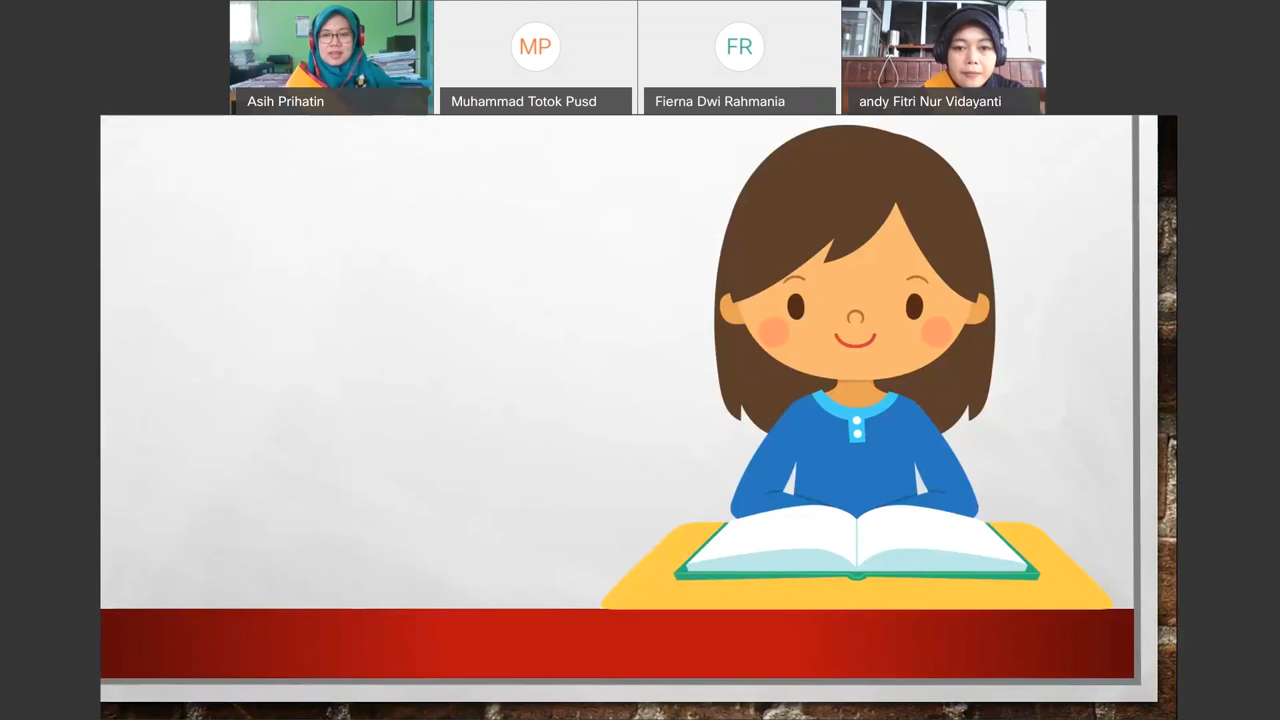 MP
FR
Asih Prihatin
Muhammad Totok Pusd
Fierna Dwi Rahmania
andy Fitri Nur Vidayanti